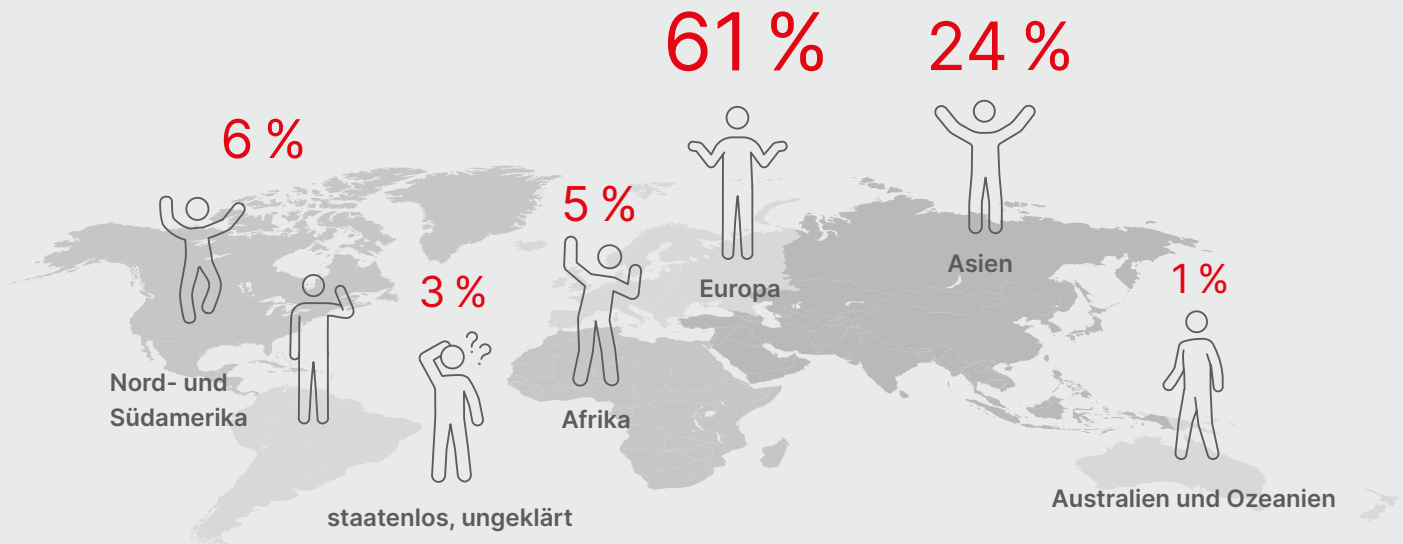 61 %
24 %
6 %
5 %
Asien
3 %
1 %
Europa
??
?
Nord- und
Südamerika
Afrika
Australien und Ozeanien
staatenlos, ungeklärt